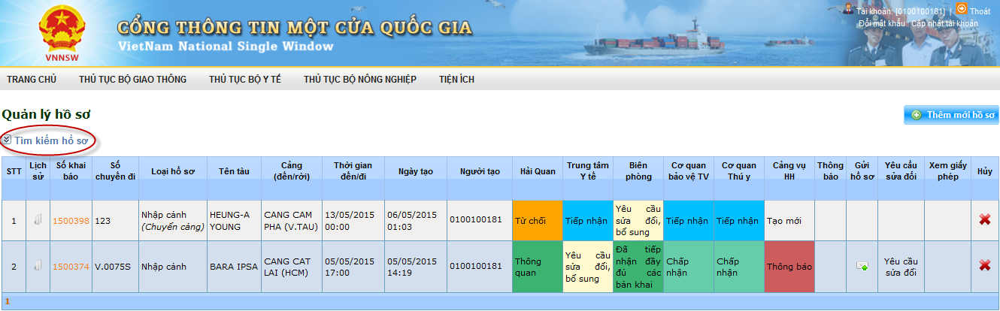 Tài khoản: [0100100181] | Thoát
Đổi mật khẩu Cập nhật tài khoản
CỔNG THÔNG TIN MỘT CỬA QUỐC GIA
VietNam National Single Window
VNNSW
TRANG CHỦ THỦ TỤC BỘ GIAO THÔNG THỦ TỤC BỘ Y TẾ THỦ TỤC BỘ NÔNG NGHIỆP TIỆN ÍCH
Quản lý hồ sơ
Thêm mới hồ sơ
Tìm kiếm hồ sơ
STT
Lịch
sử
Số khai
báo
Số
chuyến đi
Loại hồ sơ
Tên tàu
Cảng
(đến/rời)
Thời gian
đến/đi
Ngày tạo
Người tạo
Hải Quan
Trung tâm
Y tế
Biên
phòng
Cơ quan
bảo vệ TV
Cơ quan
Thú y
Cảng vụ
HH
Thông
báo
Gửi
hồ sơ
Yêu cầu
sửa đổi
Xem giấy
phép
Hủy
1
1500398
123
Nhập cảnh
(Chuyển cảng)
HEUNG-A
YOUNG
CANG CAM
PHA (V.TAU)
13/05/2015
00:00
06/05/2015
01:03
0100100181
Từ chối
Tiếp nhận
Yêu cầu
sửa đổi,
bổ sung
Tiếp nhận
Tiếp nhận
Tạo mới
2
1500374
V.0075S
Nhập cảnh
BARA IPSA
CANG CAT
LAI (HCM)
05/05/2015
17:00
05/05/2015
14:19
0100100181
Thông
quan
Yêu cầu
sửa đổi,
bổ sung
Đã tiếp
nhận đầy
đủ các
bản khai
Chấp
nhận
Chấp
nhận
Thông báo
Yêu cầu
sửa đổi
1